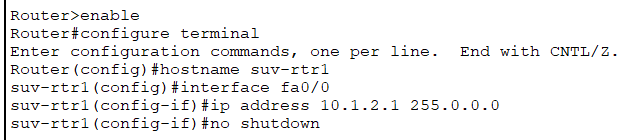 Router>enable
Router#configure terminal
Enter configuration commands, one per line.  End with CNTL/Z.
Router(config)#hostname suv-rtr1
suv-rtr1(config)#interface fa0/0
suv-rtr1(config-if)#ip address 10.1.2.1 255.0.0.0
suv-rtr1(config-if)#no shutdown